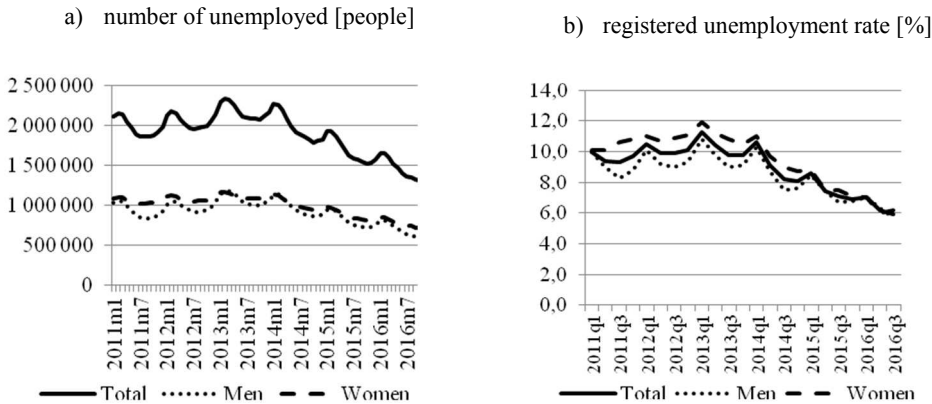 a) number of unemployed [people]
2 500 000
2 000 000
1 500 000
1 000 000
500 000
0
2011m1
2011m7
2012m1
2012m7
2013m1
2013m7
2014m1
2014m7
2015m1
2015m7
2016m1
2016m7
Total Men Women
b) registered unemployment rate [%]
14,0
12,0
10,0
8,0
6,0
4,0
2,0
0,0
2011q1
2011q3
2012q1
2012q3
2013q1
2013q3
2014q1
2014q3
2015q1
2015q3
2016q1
2016q3
Total Men Women